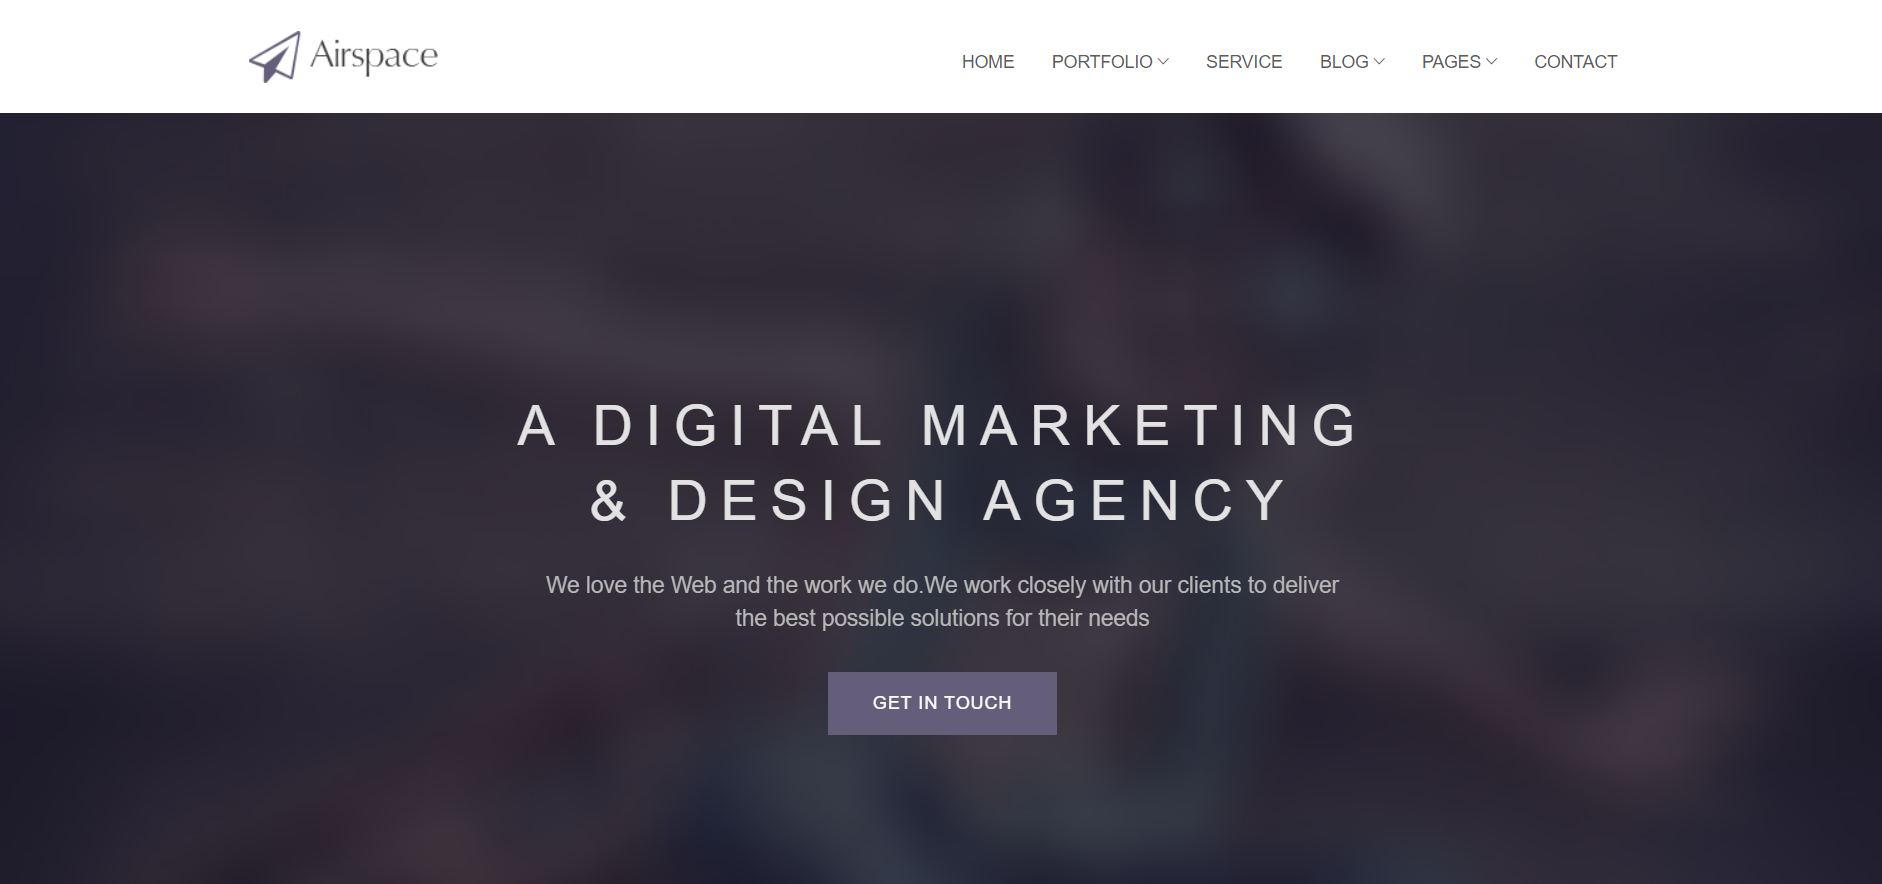 Airspace
HOME PORTFOLIO SERVICE BLOG PAGES CONTACT
A DIGITAL MARKETING
& DESIGN AGENCY
We love the Web and the work we do.We work closely with our clients to deliver
the best possible solutions for their needs
GET IN TOUCH